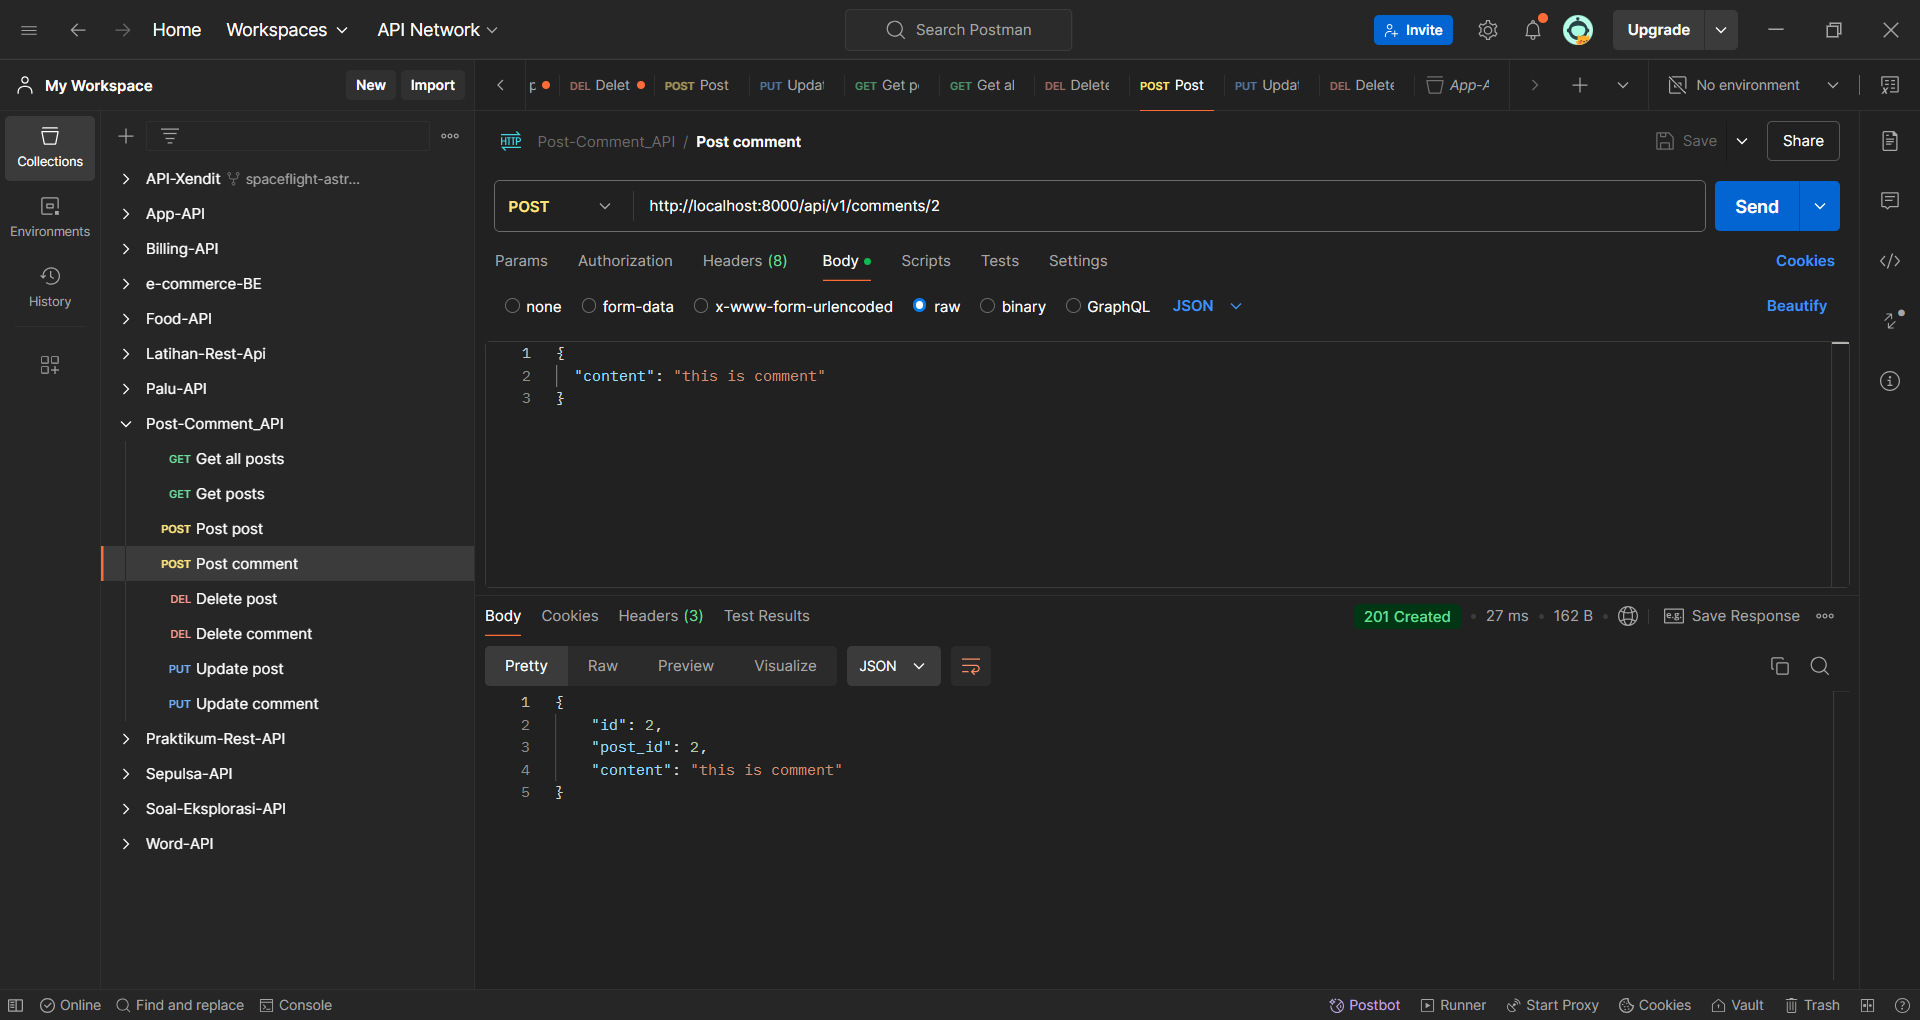 Home
Workspaces
API Network
Search Postman
Invite
Upgrade
My Workspace
New
Import
DEL Delet
POST Post
PUT Updat
GET Get p
GET Get al
DEL Delete
POST Post
PUT Updat
DEL Delete
App-A
No environment
Collections
Environments
History
API-Xendit spaceflight-astr...
App-API
Billing-API
e-commerce-BE
Food-API
Latihan-Rest-Api
Palu-API
Post-Comment_API
GET Get all posts
GET Get posts
POST Post post
POST Post comment
DEL Delete post
DEL Delete comment
PUT Update post
PUT Update comment
Praktikum-Rest-API
Sepulsa-API
Soal-Eksplorasi-API
Word-API
HTTP Post-Comment_API / Post comment
Save
Share
POST http://localhost:8000/api/v1/comments/2
Send
Params Authorization Headers (8) Body Scripts Tests Settings
Cookies
none form-data x-www-form-urlencoded raw binary GraphQL JSON
Beautify
1 {
2 "content": "this is comment"
3 }
Body Cookies Headers (3) Test Results
201 Created 27 ms 162 B e.g. Save Response
Pretty Raw Preview Visualize JSON
1 {
2 "id": 2,
3 "post_id": 2,
4 "content": "this is comment"
5 }
Online Find and replace Console
Postbot Runner Start Proxy Cookies Vault Trash